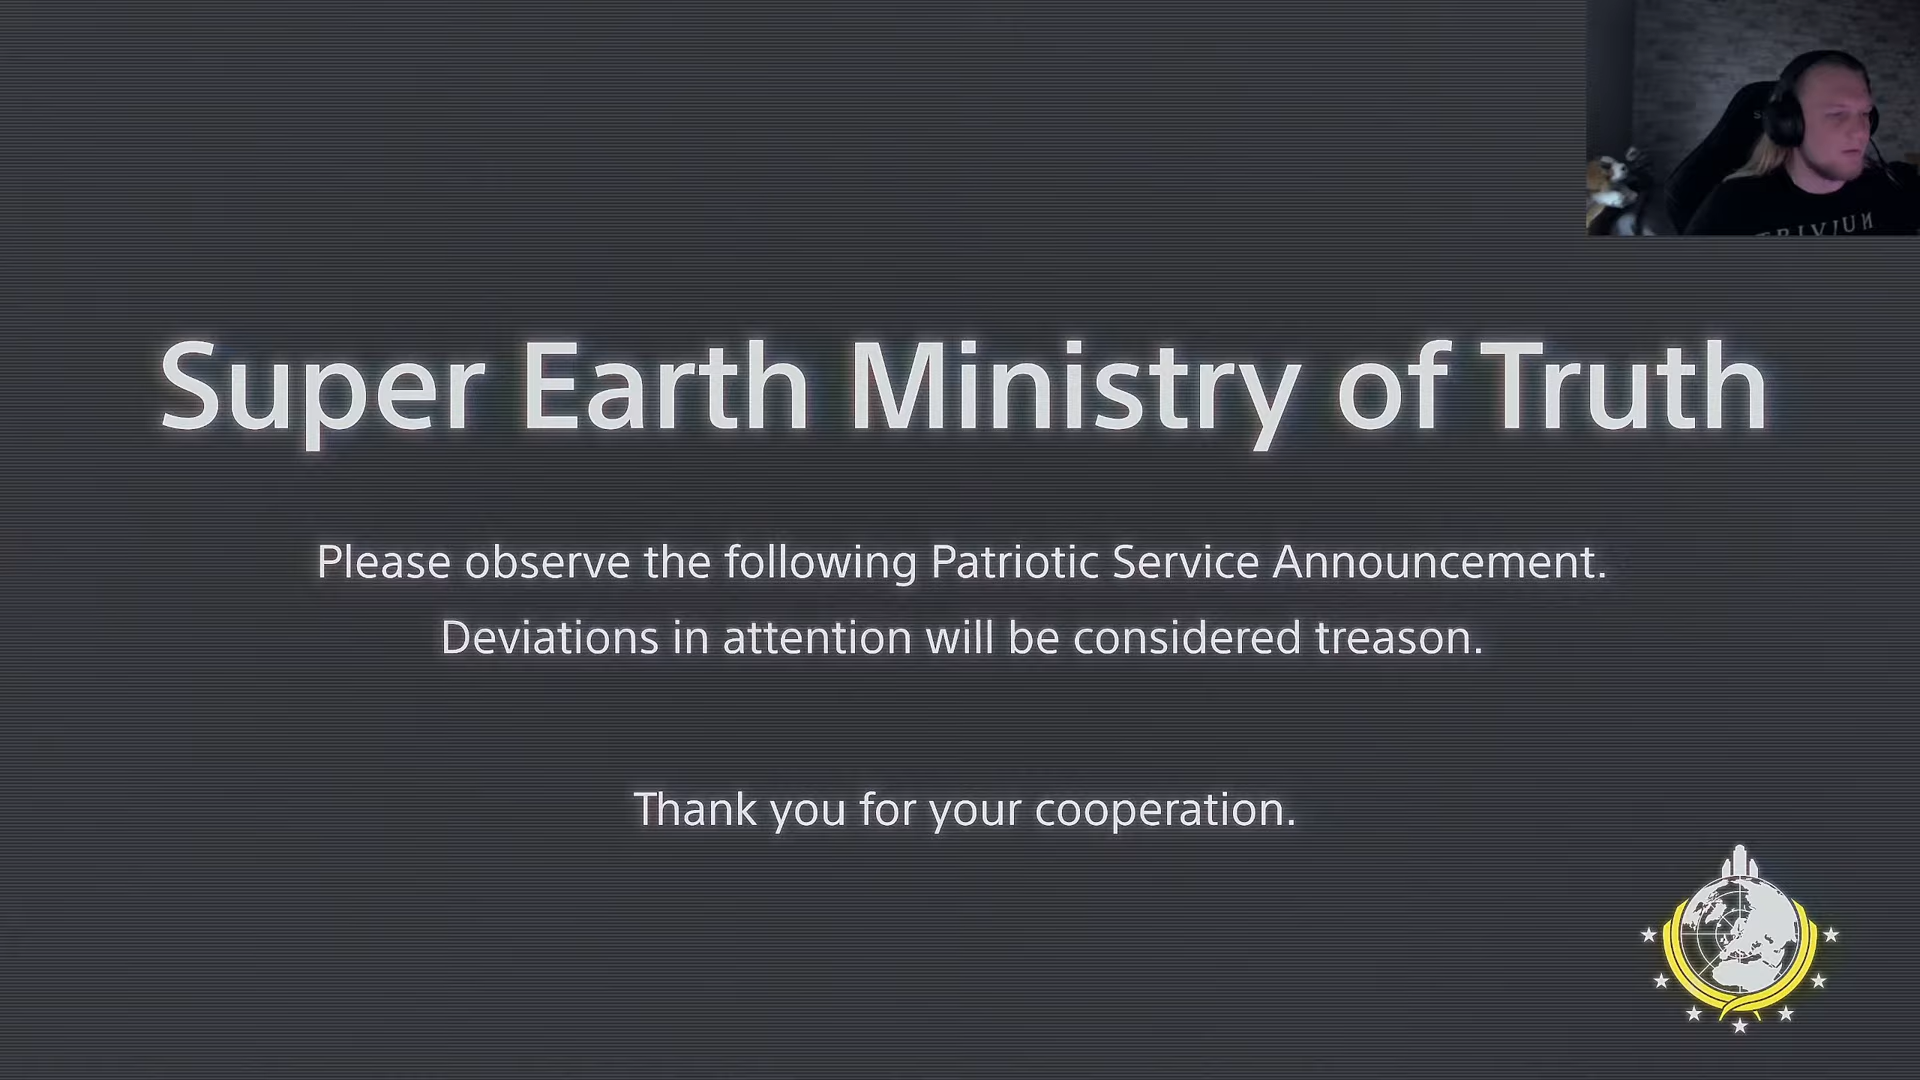 Super Earth Ministry of Truth
Please observe the following Patriotic Service Announcement.
Deviations in attention will be considered treason.
Thank you for your cooperation.
TRIVIUM